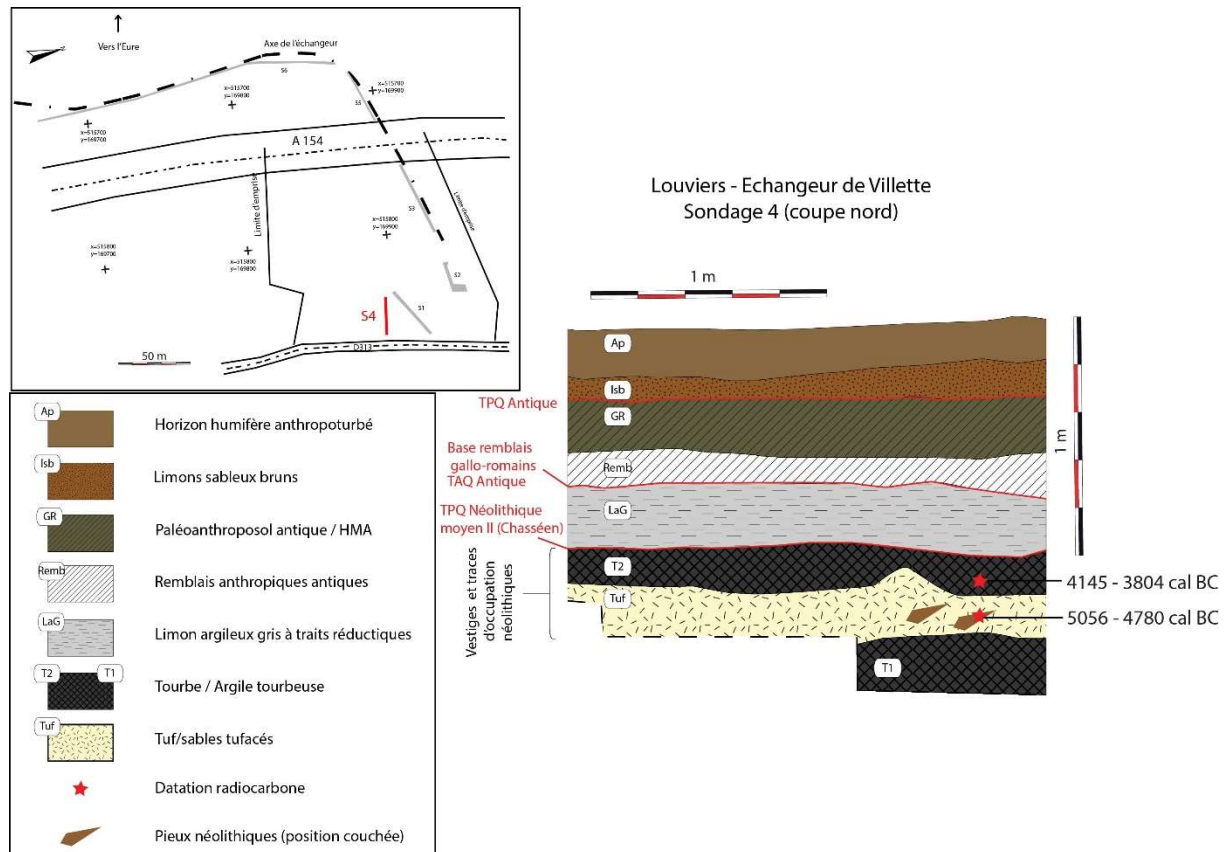 Vers l'Eure
Axe de l'échangeur
S6
x=515700
y=169900
S5
x=515700
y=169800
x=515700
y=169700
A 154
Limite d'emprise
Limite d'emprise
S3
x=515800
y=169900
x=515800
y=169700
x=515800
y=169800
S2
S4
S1
50 m
D313
Ap
Horizon humifère anthropoturbé
Isb
Limons sableux bruns
GR
Paléoanthroposol antique / HMA
Remb
Remblais anthropiques antiques
LaG
Limon argileux gris à traits réductiques
T2
T1
Tourbe / Argile tourbeuse
Tuf
Tuf/sables tufacés
Datation radiocarbone
Pieux néolithiques (position couchée)
Louviers - Echangeur de Villette
Sondage 4 (coupe nord)
1 m
Ap
Isb
TPQ Antique
GR
1 m
Base remblais
gallo-romains
TAQ Antique
Remb
TPQ Néolithique
moyen II (Chasséen)
LaG
Vestiges et traces
d'occupation
néolithiques
T2
4145 - 3804 cal BC
Tuf
5056 - 4780 cal BC
T1